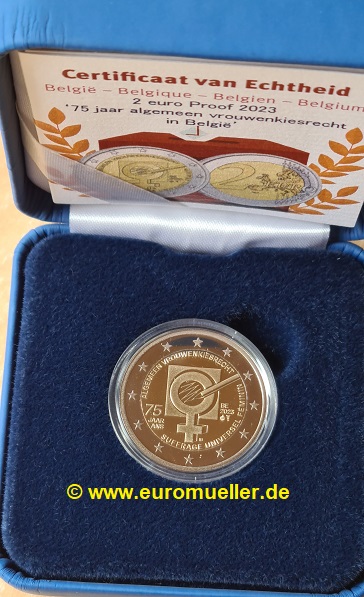 Certificaat van Echtheid
België – Belgique – Belgien – Belgium
2 euro Proof 2023
'75 jaar algemeen vrouwenkiesrecht
in België'
ALGEMEEN VROUWENKIESRECHT
75
JAAR
ANS
BE
2023
SUFFRAGE UNIVERSEL FÉMININ
© www.euromueller.de